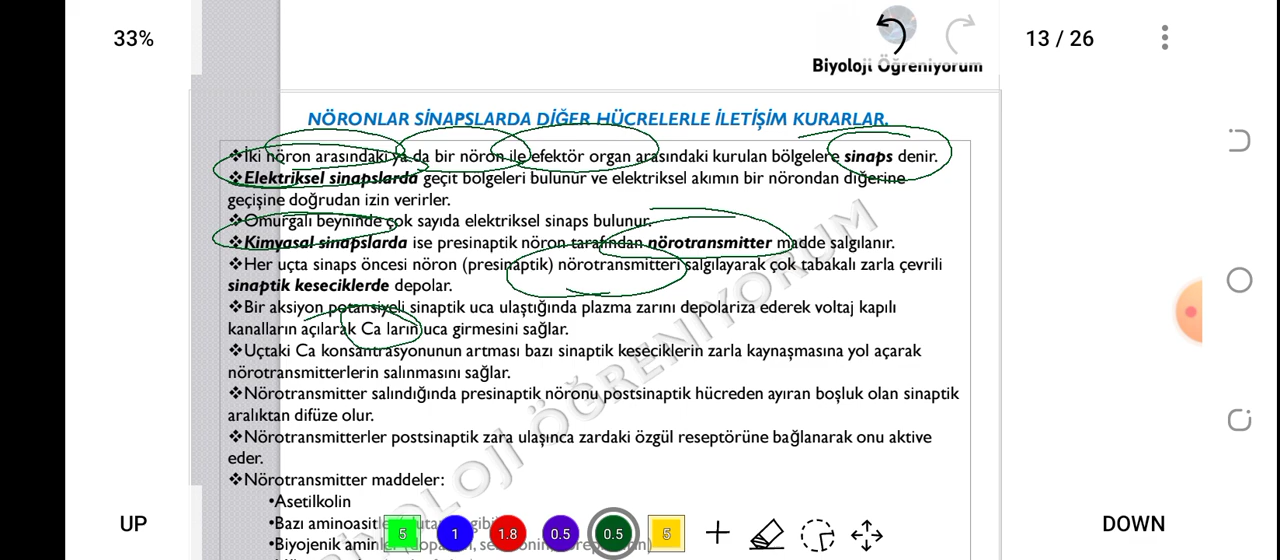 33%
13 / 26
Biyoloji Öğreniyorum
NÖRONLAR SİNAPSLARDA DİĞER HÜCRELERLE İLETİŞİM KURARLAR.
❖İki nöron arasındaki ya da bir nöron ile efektör organ arasındaki kurulan bölgelere sinaps denir.
❖Elektriksel sinapslarda geçit bölgeleri bulunur ve elektriksel akımın bir nörondan diğerine
geçişine doğrudan izin verirler.
❖Omurgalı beyninde çok sayıda elektriksel sinaps bulunur.
❖Kimyasal sinapslarda ise presinaptik nöron tarafından nörotransmitter madde salgılanır.
❖Her uçta sinaps öncesi nöron (presinaptik) nörotransmitteri salgılayarak çok tabakalı zarla çevrili
sinaptik keseciklerde depolar.
❖Bir aksiyon potansiyeli sinaptik uca ulaştığında plazma zarını depolariza ederek voltaj kapılı
kanalların açılarak Ca ların uca girmesini sağlar.
❖Uçtaki Ca konsantrasyonunun artması bazı sinaptik keseciklerin zarla kaynaşmasına yol açarak
nörotransmitterlerin salınmasını sağlar.
❖Nörotransmitter salındığında presinaptik nöronu postsinaptik hücreden ayıran boşluk olan sinaptik
aralıktan difüze olur.
❖Nörotransmitterler postsinaptik zara ulaşınca zardaki özgül reseptörüne bağlanarak onu aktive
eder.
❖Nörotransmitter maddeler:
•Asetilkolin
•Bazı aminoasitler
•Biyojenik aminler
BİYOLOJİ ÖĞRENİYORUM
UP
5
1
1.8
0.5
0.5
5
DOWN